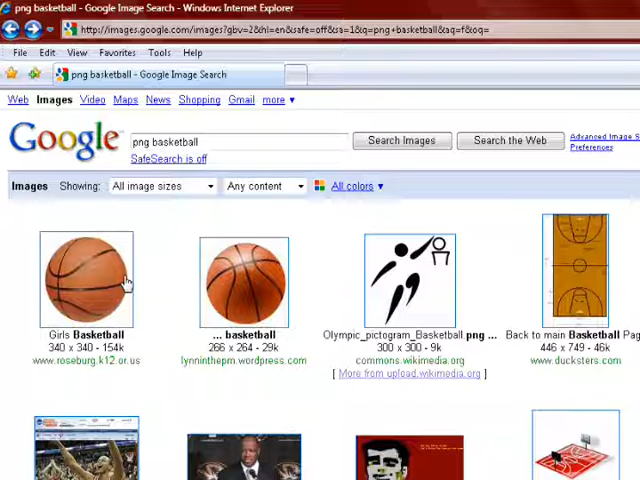 png basketball - Google Image Search - Windows Internet Explorer
http://images.google.com/images?gbv=2&hl=en&safe=off&sa=1&q=png+basketball&aq=f&oq=
File Edit View Favorites Tools Help
png basketball - Google Image Search
Web Images Video Maps News Shopping Gmail more ▼
Google png basketball Search Images Search the Web Advanced Image S
Preferences
SafeSearch is off
Images Showing: All image sizes Any content All colors ▼
Girls Basketball ... basketball Olympic_pictogram_Basketball.png ... Back to main Basketball Pag
340 x 340 - 154k 266 x 264 - 29k 300 x 300 - 9k 446 x 749 - 46k
www.roseburg.k12.or.us lynninthepm.wordpress.com commons.wikimedia.org www.ducksters.com
[ More from upload.wikimedia.org ]